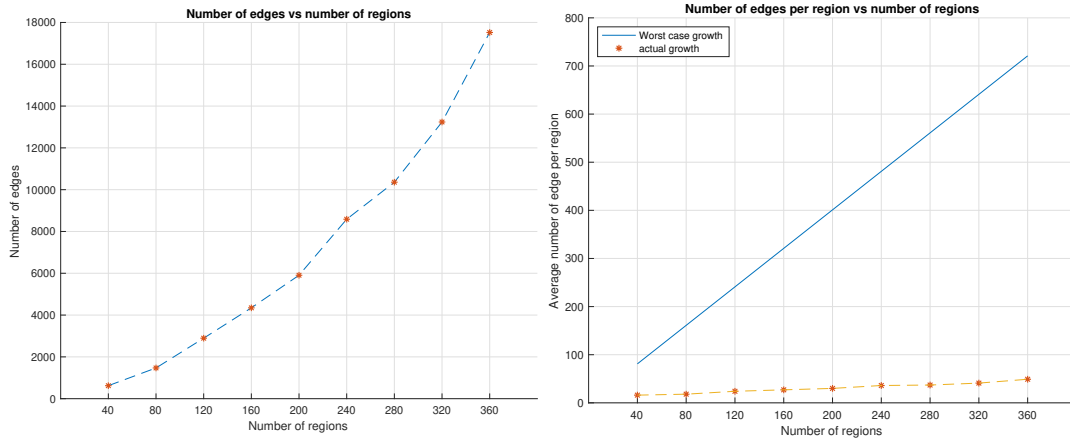 Number of edges vs number of regions
18000
16000
14000
12000
10000
8000
6000
4000
2000
0
Number of edges
40 80 120 160 200 240 280 320 360
Number of regions
Number of edges per region vs number of regions
Worst case growth
actual growth
800
700
600
500
400
300
200
100
0
Average number of edge per region
40 80 120 160 200 240 280 320 360
Number of regions